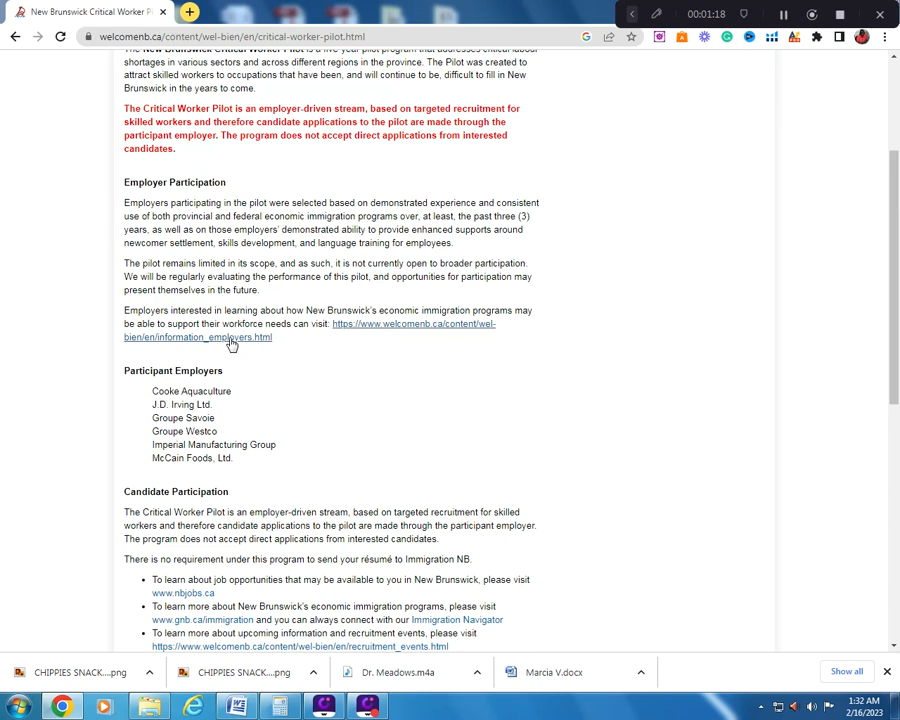 New Brunswick Critical Worker Pi
00:01:18
welcomenb.ca/content/wel-bien/en/critical-worker-pilot.html
The New Brunswick Critical Worker Pilot is a five-year pilot program that addresses critical labour
shortages in various sectors and across different regions in the province. The Pilot was created to
attract skilled workers to occupations that have been, and will continue to be, difficult to fill in New
Brunswick in the years to come.
The Critical Worker Pilot is an employer-driven stream, based on targeted recruitment for
skilled workers and therefore candidate applications to the pilot are made through the
participant employer. The program does not accept direct applications from interested
candidates.
Employer Participation
Employers participating in the pilot were selected based on demonstrated experience and consistent
use of both provincial and federal economic immigration programs over, at least, the past three (3)
years, as well as on those employers' demonstrated ability to provide enhanced supports around
newcomer settlement, skills development, and language training for employees.
The pilot remains limited in its scope, and as such, it is not currently open to broader participation.
We will be regularly evaluating the performance of this pilot, and opportunities for participation may
present themselves in the future.
Employers interested in learning about how New Brunswick's economic immigration programs may
be able to support their workforce needs can visit: https://www.welcomenb.ca/content/wel-
bien/en/information_employers.html
Participant Employers
Cooke Aquaculture
J.D. Irving Ltd.
Groupe Savoie
Groupe Westco
Imperial Manufacturing Group
McCain Foods, Ltd.
Candidate Participation
The Critical Worker Pilot is an employer-driven stream, based on targeted recruitment for skilled
workers and therefore candidate applications to the pilot are made through the participant employer.
The program does not accept direct applications from interested candidates.
There is no requirement under this program to send your résumé to Immigration NB.
• To learn about job opportunities that may be available to you in New Brunswick, please visit
www.nbjobs.ca
• To learn more about New Brunswick's economic immigration programs, please visit
www.gnb.ca/immigration and you can always connect with our Immigration Navigator
• To learn more about upcoming information and recruitment events, please visit
https://www.welcomenb.ca/content/wel-bien/en/recruitment_events.html
CHIPPIES SNACK....png
CHIPPIES SNACK....png
Dr. Meadows.m4a
Marcia V.docx
Show all
1:32 AM
2/16/2023